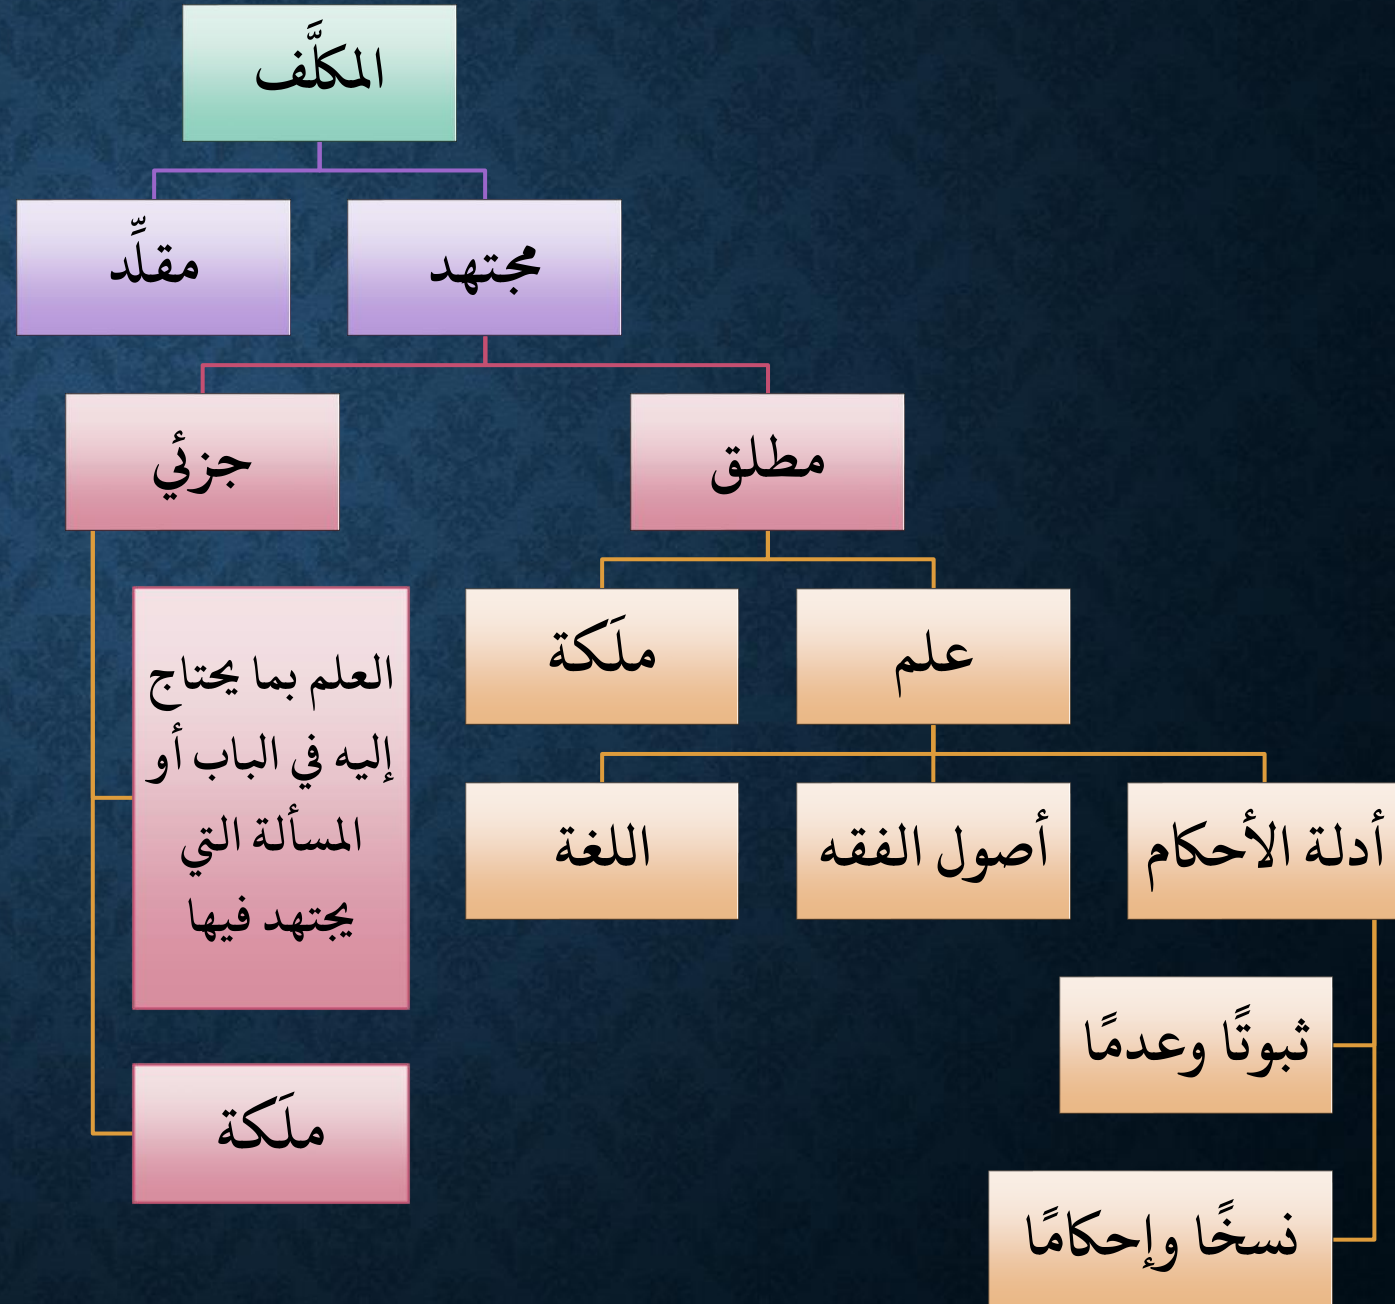 المكلَّف
مجتهد
مقلِّد
مطلق
جزئي
علم
ملَكة
العلم بما يحتاج
إليه في الباب أو
المسألة التي
يجتهد فيها
أدلة الأحكام
أصول الفقه
اللغة
ثبوتًا وعدمًا
ملَكة
نسخًا وإحكامًا